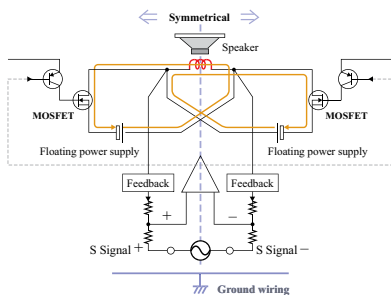 Symmetrical
Speaker
MOSFET
MOSFET
Floating power supply
Floating power supply
Feedback
Feedback
+
−
S Signal +
S Signal −
Ground wiring